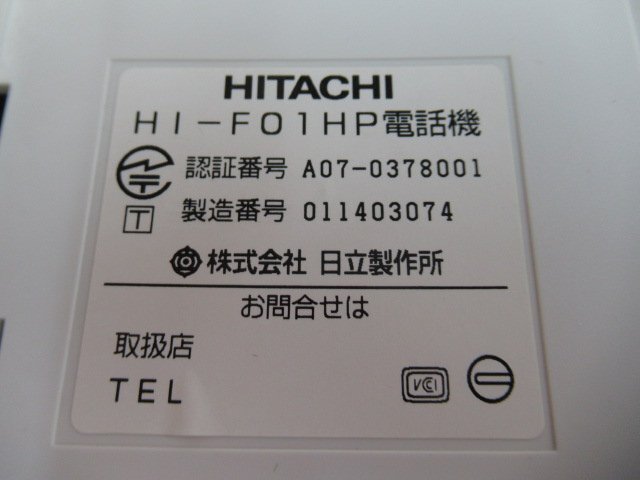 HITACHI
HI－F01HP電話機
認証番号 A07-0378001
T 製造番号 011403074
株式会社 日立製作所
お問合せは
取扱店
TEL
VCCI